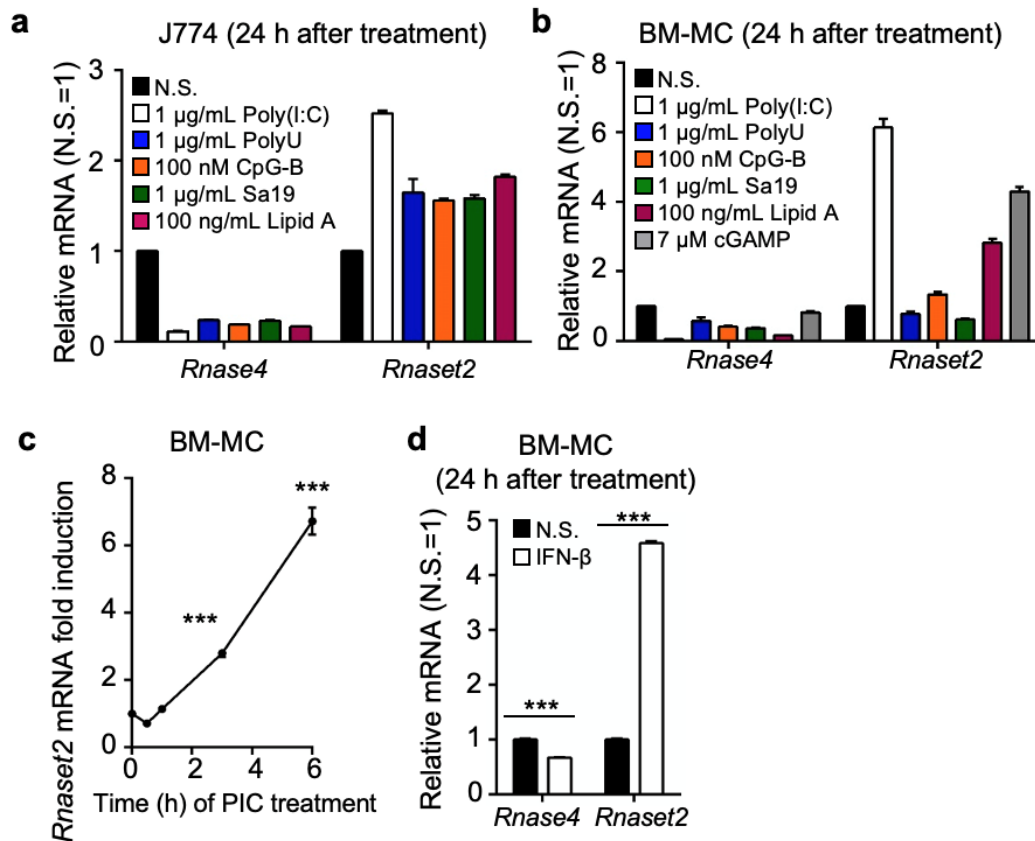 a
J774 (24 h after treatment)
Relative mRNA (N.S.=1)
3
2
1
0
N.S.
1 µg/mL Poly(I:C)
1 µg/mL PolyU
100 nM CpG-B
1 µg/mL Sa19
100 ng/mL Lipid A
Rnase4 Rnaset2
b
BM-MC (24 h after treatment)
Relative mRNA (N.S.=1)
8
6
4
2
0
N.S.
1 µg/mL Poly(I:C)
1 µg/mL PolyU
100 nM CpG-B
1 µg/mL Sa19
100 ng/mL Lipid A
7 µM cGAMP
Rnase4 Rnaset2
c
BM-MC
Rnaset2 mRNA fold induction
8
6
4
2
0
***
***
0 2 4 6
Time (h) of PIC treatment
d
BM-MC
(24 h after treatment)
Relative mRNA (N.S.=1)
5
4
3
2
1
0
N.S.
IFN-β
***
***
Rnase4 Rnaset2